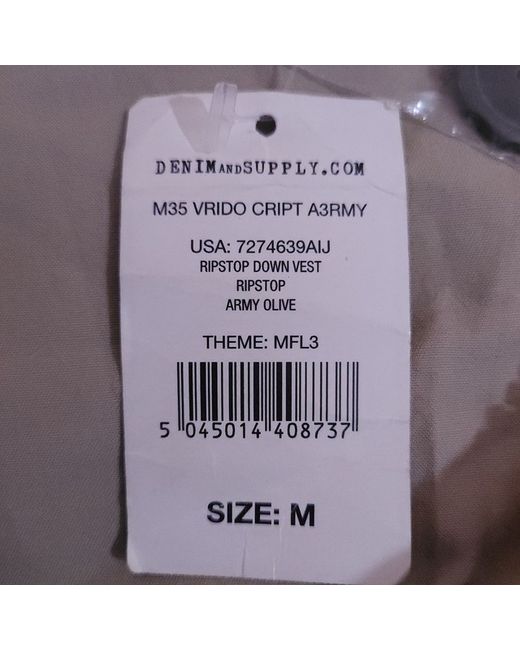 DENIMANDSUPPLY.COM
M35 VRIDO CRIPT A3RMY
USA: 7274639AIJ
RIPSTOP DOWN VEST
RIPSTOP
ARMY OLIVE
THEME: MFL3
5 045014 408737
SIZE: M